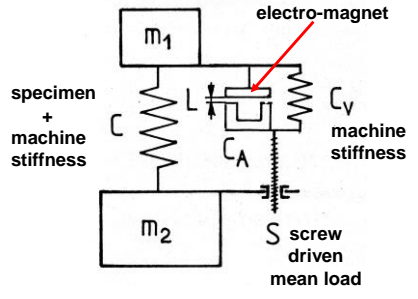 electro-magnet
m1
specimen
+
machine
stiffness
C
L
CV
CA
machine
stiffness
m2
S
screw
driven
mean load